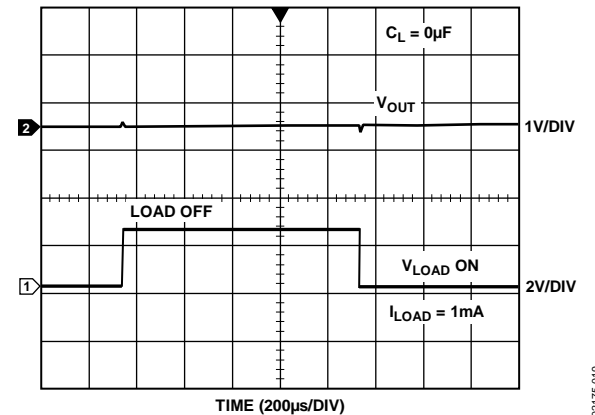 C_L = 0µF
V_OUT
2
1V/DIV
LOAD OFF
V_LOAD ON
1
2V/DIV
I_LOAD = 1mA
TIME (200µs/DIV)